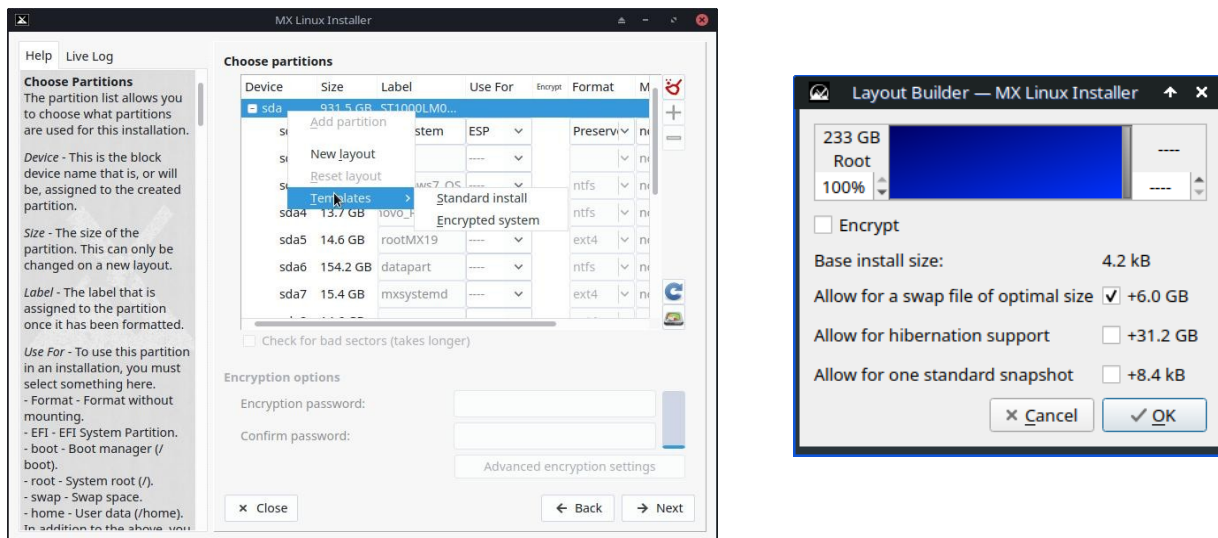 MX Linux Installer
Help Live Log
Choose Partitions
The partition list allows you
to choose what partitions
are used for this installation.
Device - This is the block
device name that is, or will
be, assigned to the created
partition.
Size - The size of the
partition. This can only be
changed on a new layout.
Label - The label that is
assigned to the partition
once it has been formatted.
Use For - To use this partition
in an installation, you must
select something here.
- Format - Format without
mounting.
- EFI - EFI System Partition.
- boot - Boot manager (/
boot).
- root - System root (/).
- swap - Swap space.
- home - User data (/home).
In addition to the above, you
Choose partitions
Device Size Label Use For Encrypt Format M
sda 931.5 GB ST1000LM0...
Add partition
stem ESP Preserv
New layout
----
Reset layout
ws7_OS ---- ntfs
Templates
Standard install
Encrypted system
sda4 13.7 GB ntfs
sda5 14.6 GB rootMX19 ---- ext4
sda6 154.2 GB datapart ---- ntfs
sda7 15.4 GB mxsystemd ---- ext4
Check for bad sectors (takes longer)
Encryption options
Encryption password:
Confirm password:
Advanced encryption settings
Close Back Next
Layout Builder — MX Linux Installer
233 GB
Root
100%
----
----
Encrypt
Base install size: 4.2 kB
Allow for a swap file of optimal size +6.0 GB
Allow for hibernation support +31.2 GB
Allow for one standard snapshot +8.4 kB
Cancel OK